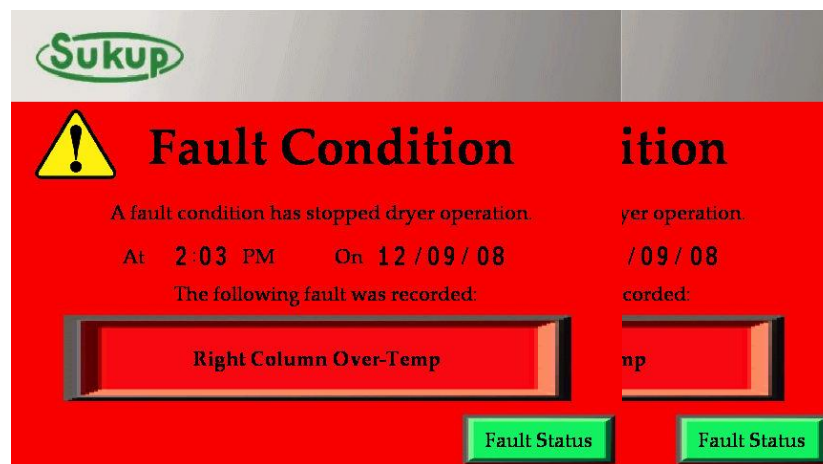 Sukup
Fault Condition ition
A fault condition has stopped dryer operation. yer operation.
At 2:03 PM On 12/09/08 /09/08
The following fault was recorded: corded:
Right Column Over-Temp mp
Fault Status Fault Status